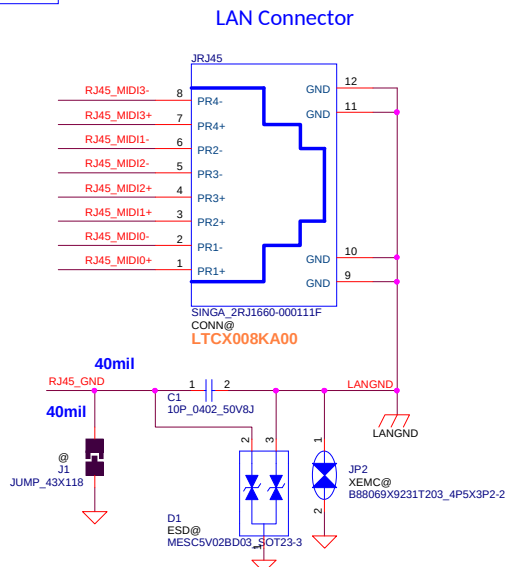 LAN Connector
JRJ45
RJ45_MIDI3- 8 PR4- GND 12
RJ45_MIDI3+ 7 PR4+ GND 11
RJ45_MIDI1- 6 PR2-
RJ45_MIDI2- 5 PR3-
RJ45_MIDI2+ 4 PR3+
RJ45_MIDI1+ 3 PR2+
RJ45_MIDI0- 2 PR1- GND 10
RJ45_MIDI0+ 1 PR1+ GND 9
SINGA_2RJ1660-000111F
CONN@
LTCX008KA00
40mil
RJ45_GND 1 2 LANGND
C1
10P_0402_50V8J
40mil
LANGND
@
J1
JUMP_43X118
2 3
1
JP2
XEMC@
B88069X9231T203_4P5X3P2-2
2
D1
ESD@
MESC5V02BD03_SOT23-3
1